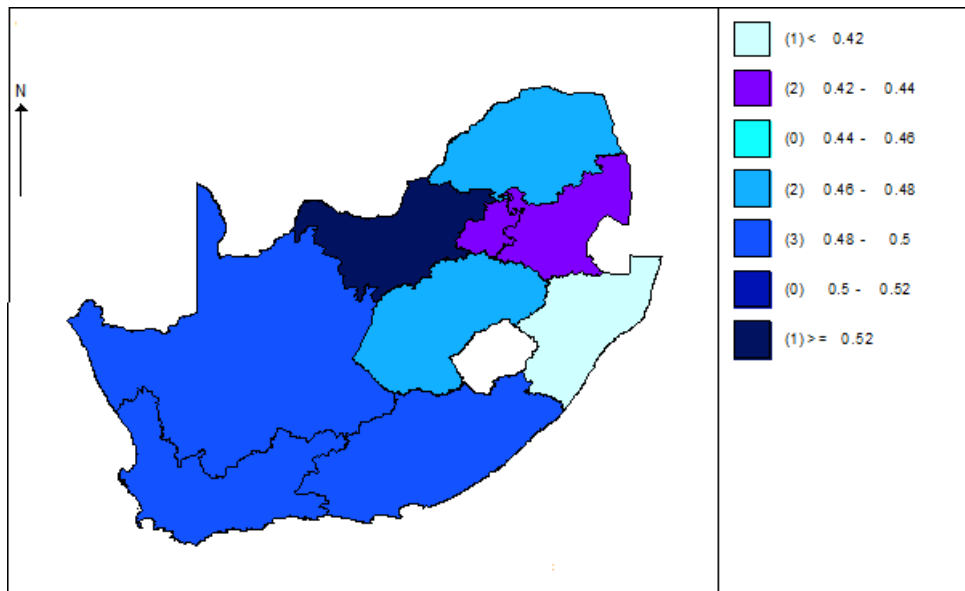 N
(1) < 0.42
(2) 0.42 - 0.44
(0) 0.44 - 0.46
(2) 0.46 - 0.48
(3) 0.48 - 0.5
(0) 0.5 - 0.52
(1) >= 0.52